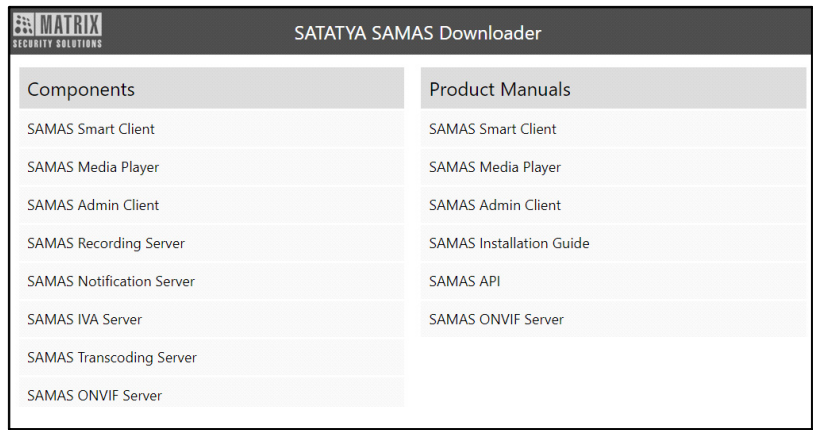 MATRIX
SECURITY SOLUTIONS
SATATYA SAMAS Downloader
Components
SAMAS Smart Client
SAMAS Media Player
SAMAS Admin Client
SAMAS Recording Server
SAMAS Notification Server
SAMAS IVA Server
SAMAS Transcoding Server
SAMAS ONVIF Server
Product Manuals
SAMAS Smart Client
SAMAS Media Player
SAMAS Admin Client
SAMAS Installation Guide
SAMAS API
SAMAS ONVIF Server